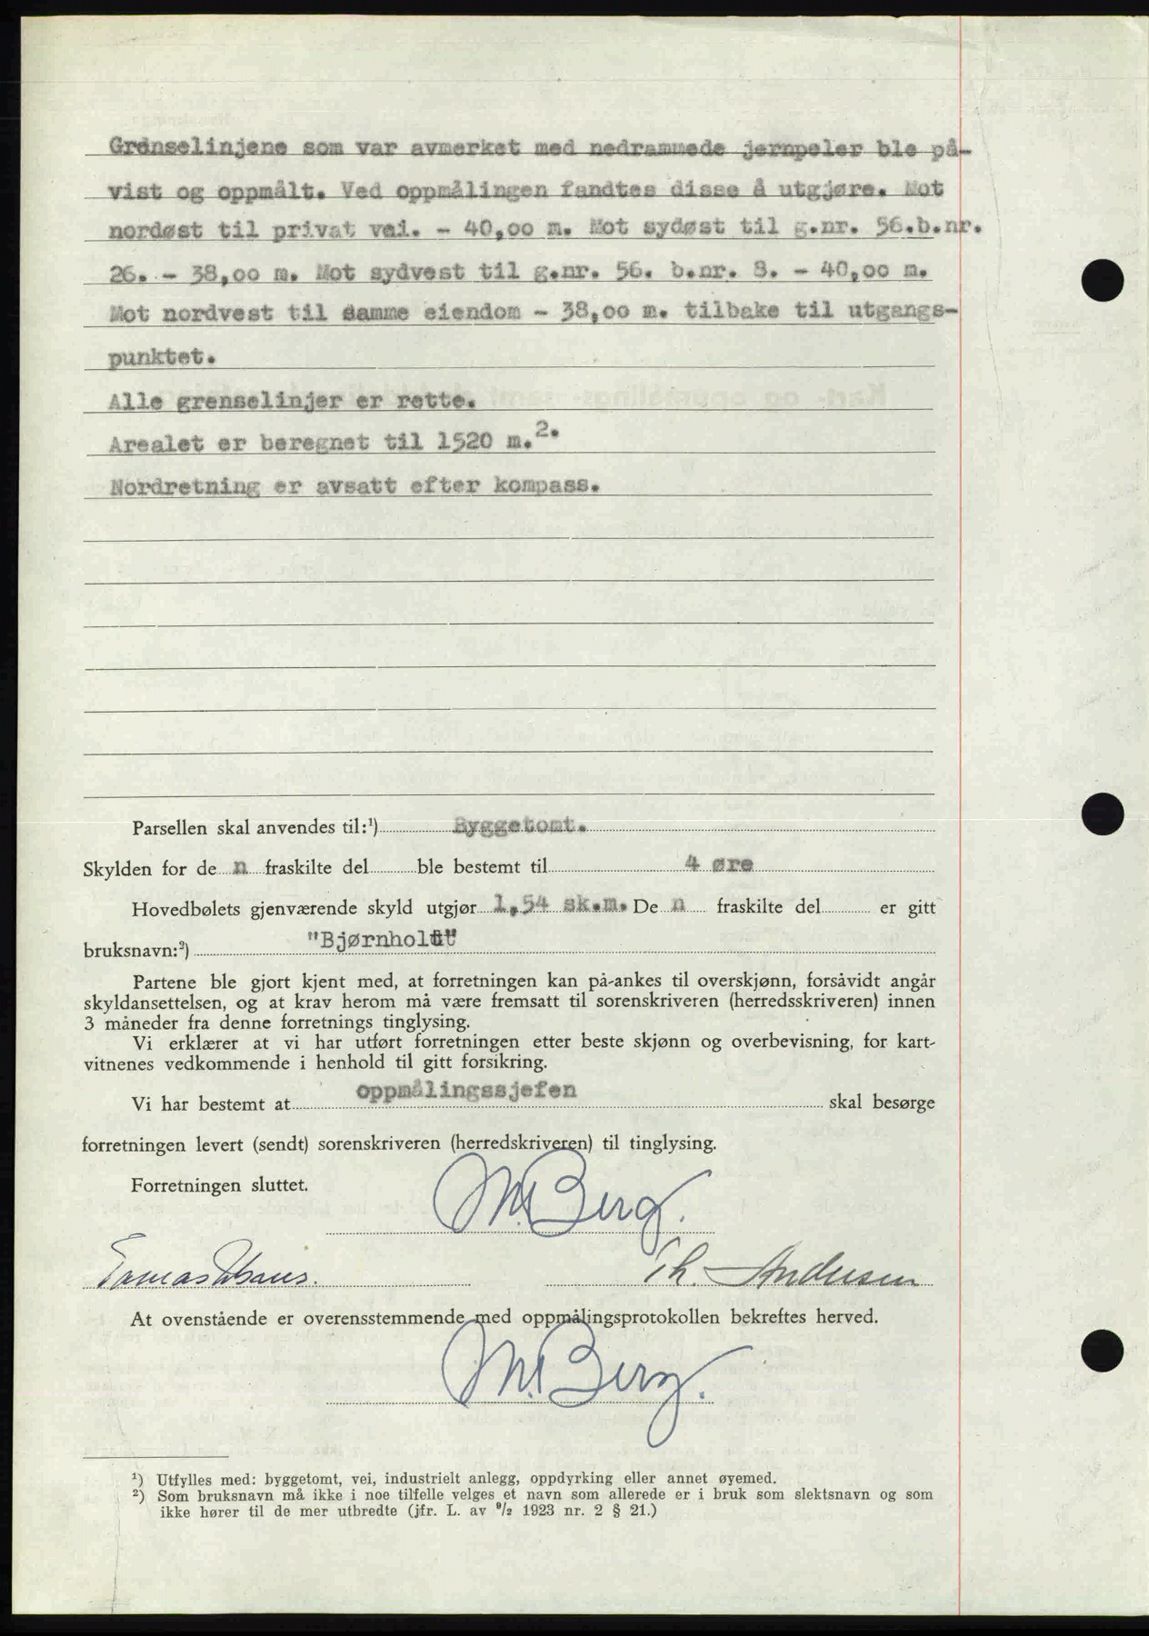 Grenselinjene som var avmerket med nedrammede jernpeler ble på-
vist og oppmålt. Ved oppmålingen fandtes disse å utgjøre. Mot
nordøst til privat vei. - 40,oo m. Mot sydøst til g.nr. 56.b.nr.
26. - 38,oo m. Mot sydvest til g.nr. 56. b.nr. 8. - 40,oo m.
Mot nordvest til samme eiendom - 38,oo m. tilbake til utgangs-
punktet.
Alle grenselinjer er rette.
Arealet er beregnet til 1520 m.2.
Nordretning er avsatt efter kompass.
Parsellen skal anvendes til:¹) Byggetomt.
Skylden for de n fraskilte del ble bestemt til 4 øre
Hovedbølets gjenværende skyld utgjør 1,54 sk.m. De n fraskilte del er gitt
bruksnavn:²) "Bjørnholt"
Partene ble gjort kjent med, at forretningen kan på-ankes til overskjønn, forsåvidt angår
skyldansettelsen, og at krav herom må være fremsatt til sorenskriveren (herredsskriveren) innen
3 måneder fra denne forretnings tinglysing.
Vi erklærer at vi har utført forretningen etter beste skjønn og overbevisning, for kart-
vitnenes vedkommende i henhold til gitt forsikring.
Vi har bestemt at oppmålingssjefen skal besørge
forretningen levert (sendt) sorenskriveren (herredskriveren) til tinglysing.
Forretningen sluttet.
M. Berg.
Th. Andersen
At ovenstående er overensstemmende med oppmålingsprotokollen bekreftes herved.
M. Berg.
¹) Utfylles med: byggetomt, vei, industrielt anlegg, oppdyrking eller annet øyemed.
²) Som bruksnavn må ikke i noe tilfelle velges et navn som allerede er i bruk som slektsnavn og som
ikke hører til de mer utbredte (jfr. L. av 9/2 1923 nr. 2 § 21.)